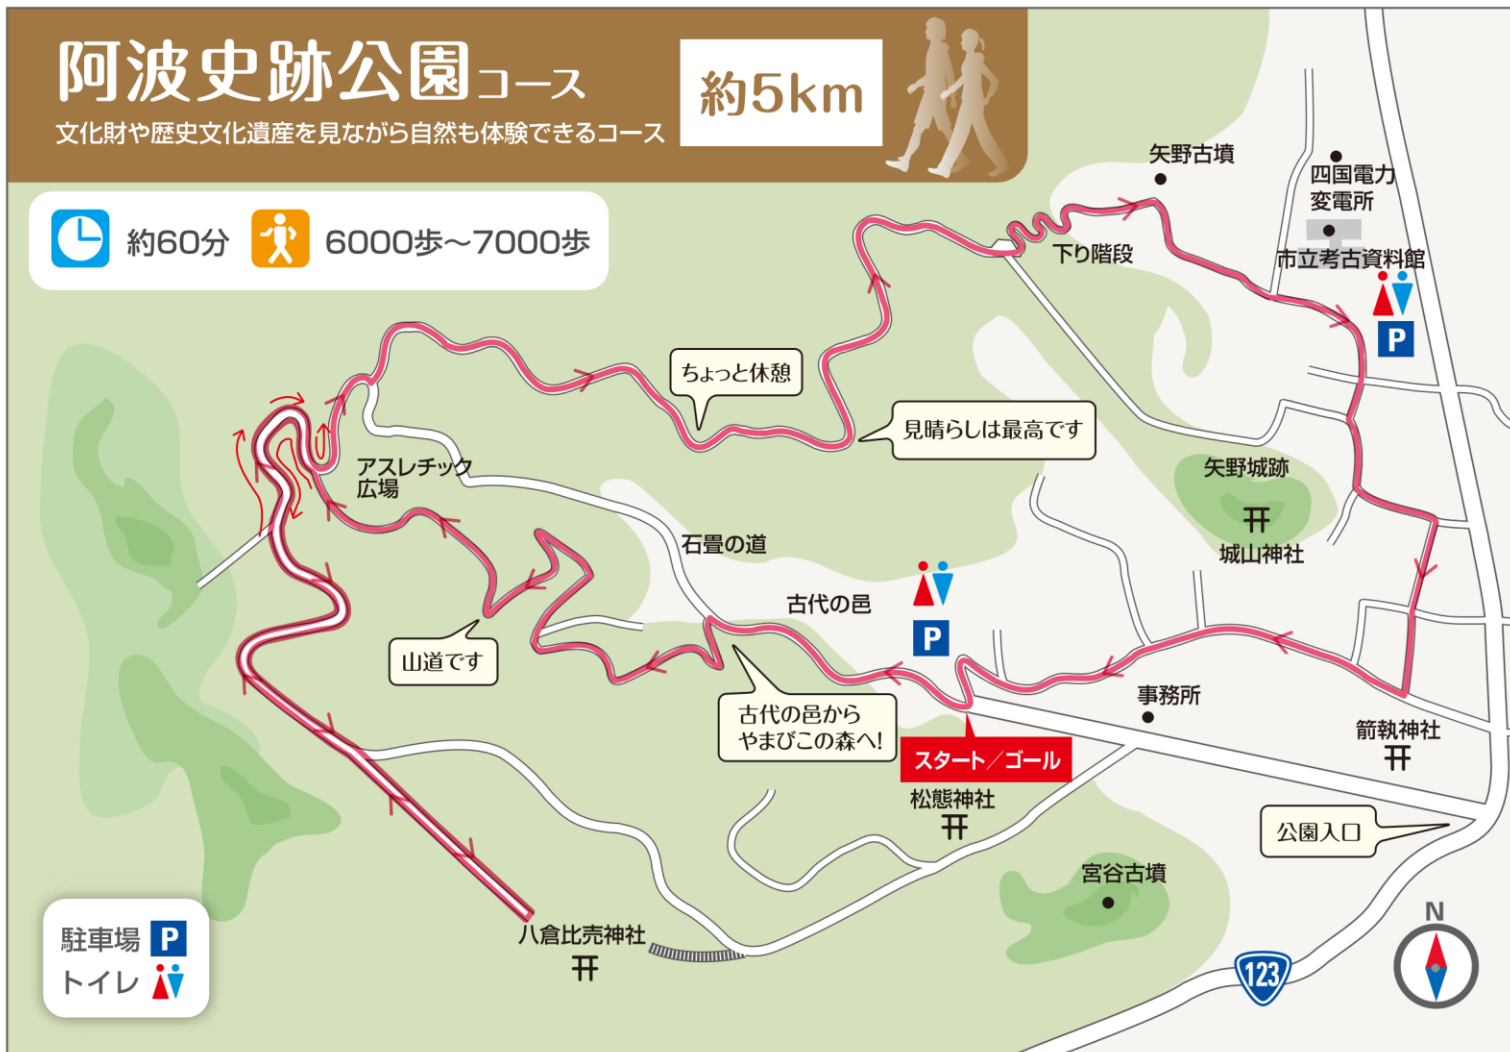 阿波史跡公園コース
約5km
文化財や歴史文化遺産を見ながら自然も体験できるコース
約60分
6000歩～7000歩
矢野古墳
四国電力
変電所
市立考古資料館
下り階段
P
ちょっと休憩
見晴らしは最高です
アスレチック
広場
矢野城跡
城山神社
石畳の道
古代の邑
P
山道です
古代の邑から
やまびこの森へ!
事務所
スタート／ゴール
箭執神社
松熊神社
公園入口
宮谷古墳
八倉比売神社
駐車場 P
トイレ
123
N